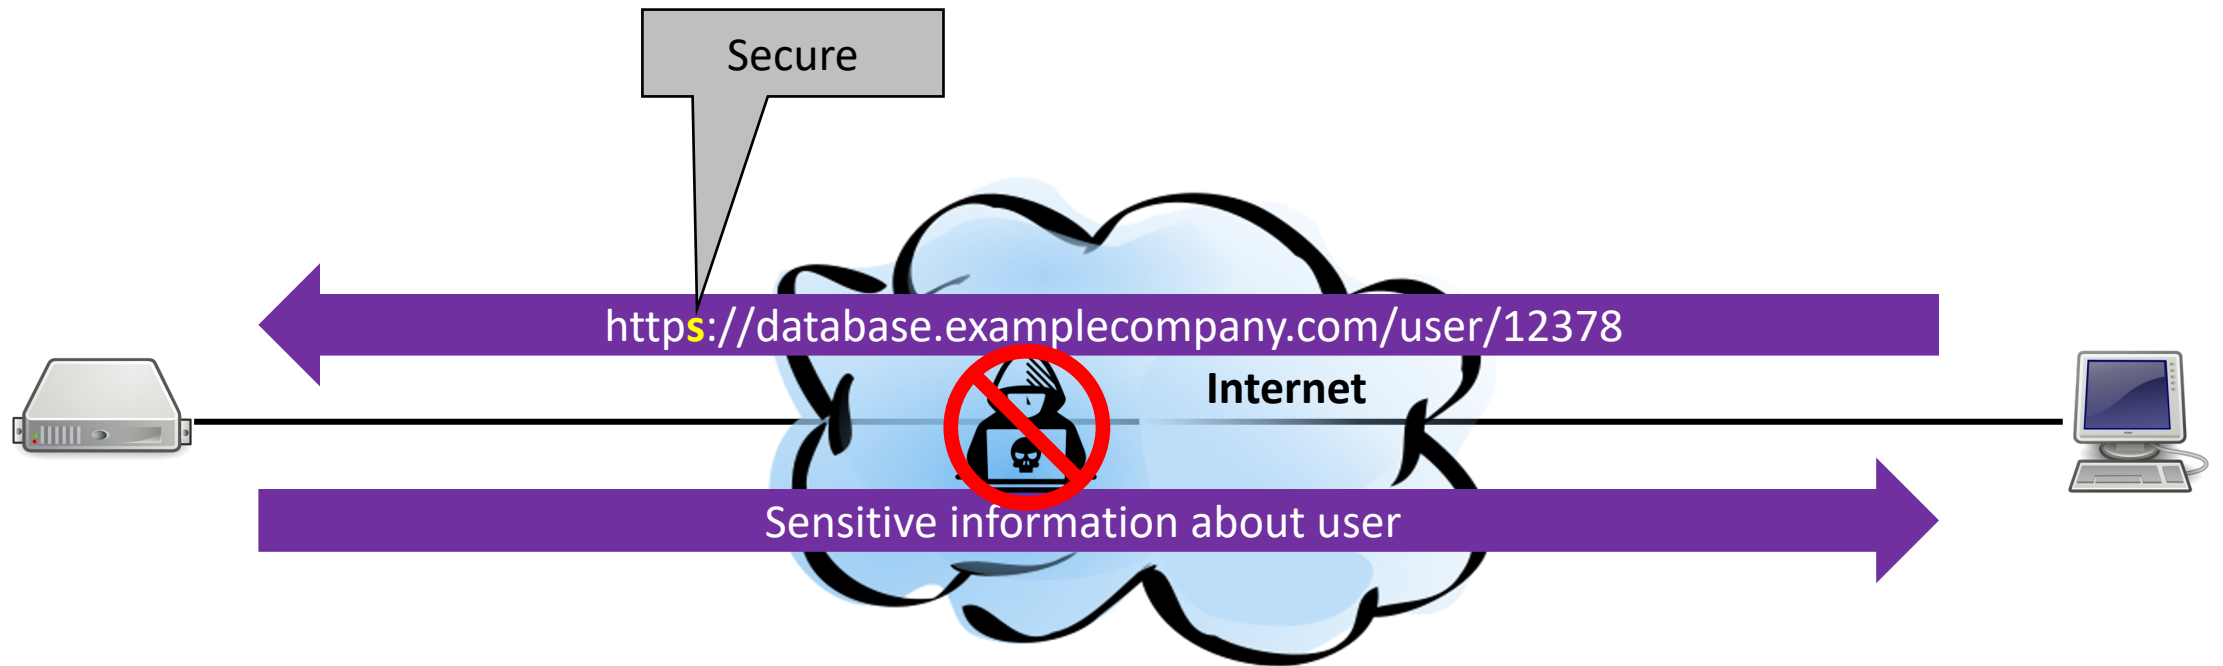 Secure
https://database.examplecompany.com/user/12378
Internet
Sensitive information about user